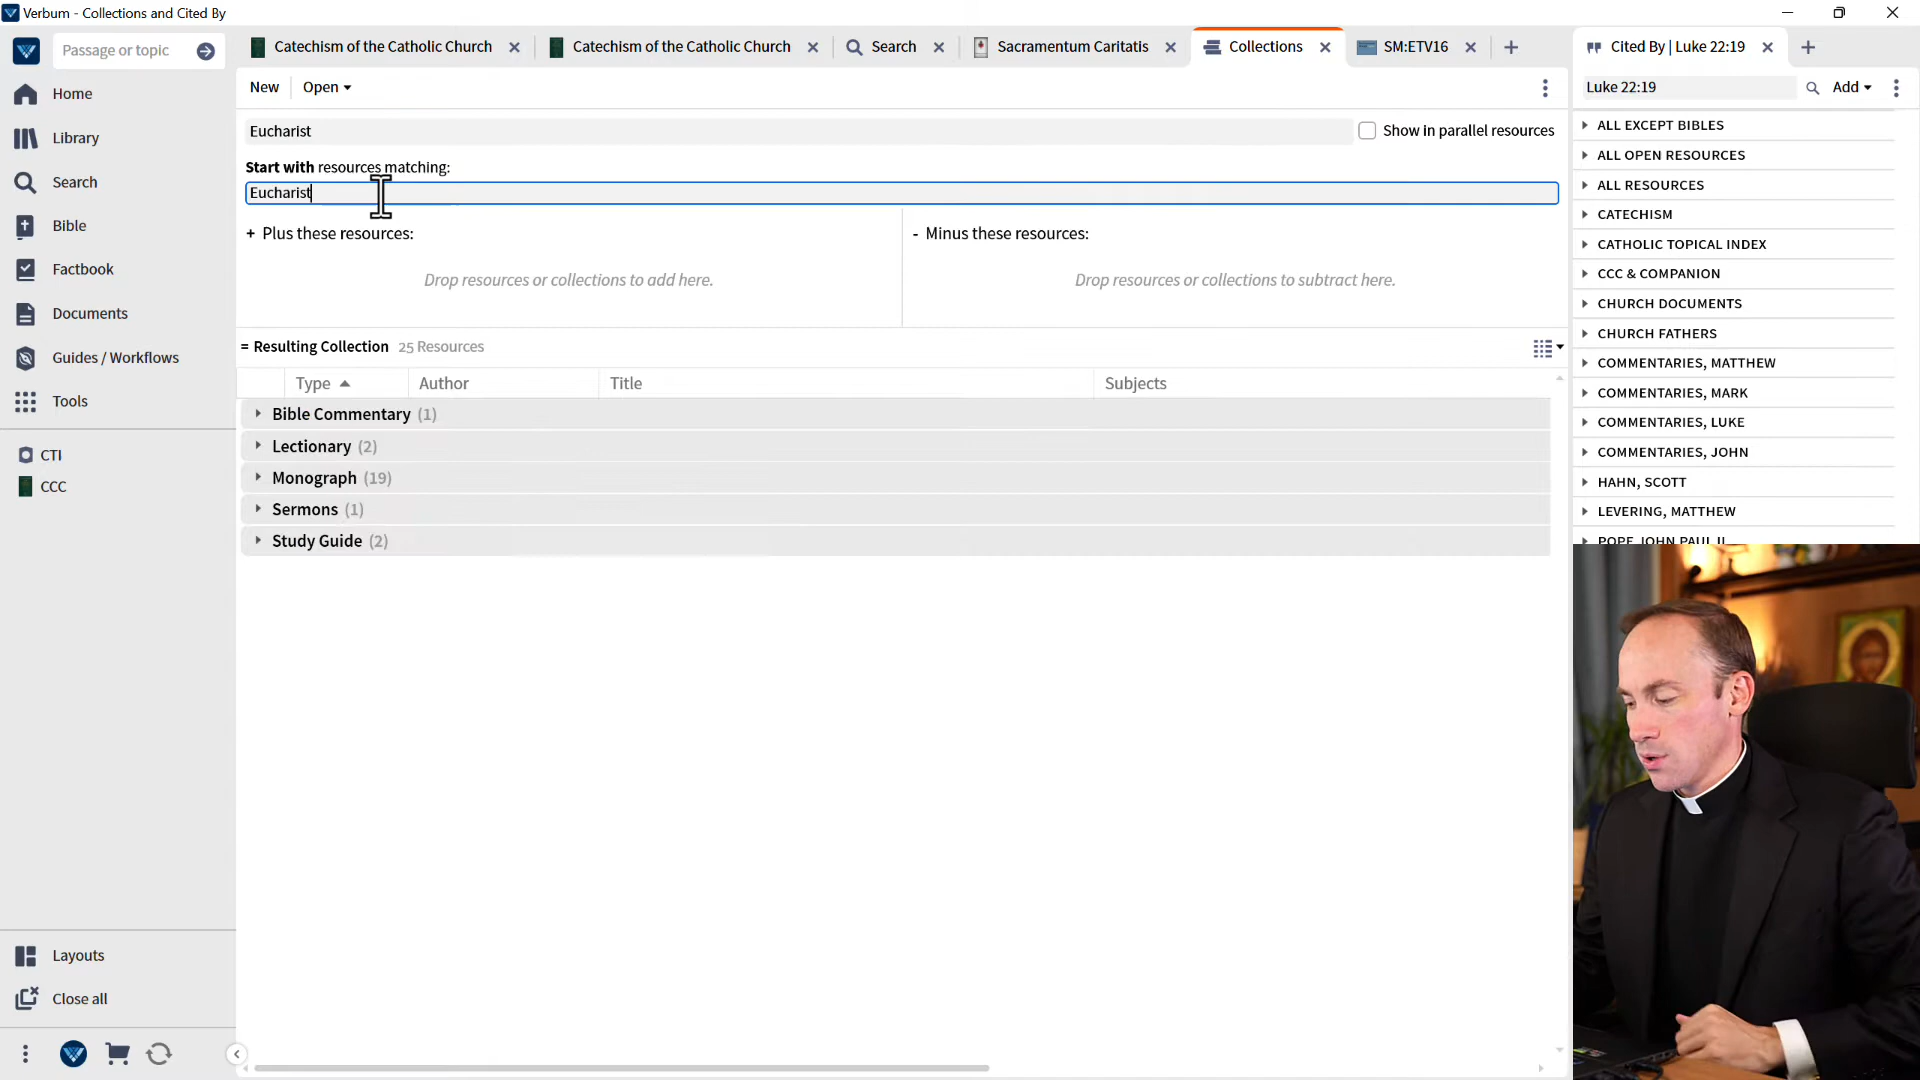 Verbum - Collections and Cited By
Passage or topic
Catechism of the Catholic Church
Catechism of the Catholic Church
Search
Sacramentum Caritatis
Collections
SM:ETV16
Cited By | Luke 22:19
Home
Library
Search
Bible
Factbook
Documents
Guides / Workflows
Tools
CTI
CCC
Layouts
Close all
New
Open
Eucharist
Show in parallel resources
Start with resources matching:
Eucharist
+ Plus these resources:
Drop resources or collections to add here.
- Minus these resources:
Drop resources or collections to subtract here.
= Resulting Collection 25 Resources
Type
Author
Title
Subjects
Bible Commentary (1)
Lectionary (2)
Monograph (19)
Sermons (1)
Study Guide (2)
Luke 22:19
Add
ALL EXCEPT BIBLES
ALL OPEN RESOURCES
ALL RESOURCES
CATECHISM
CATHOLIC TOPICAL INDEX
CCC & COMPANION
CHURCH DOCUMENTS
CHURCH FATHERS
COMMENTARIES, MATTHEW
COMMENTARIES, MARK
COMMENTARIES, LUKE
COMMENTARIES, JOHN
HAHN, SCOTT
LEVERING, MATTHEW
POPE JOHN PAUL II